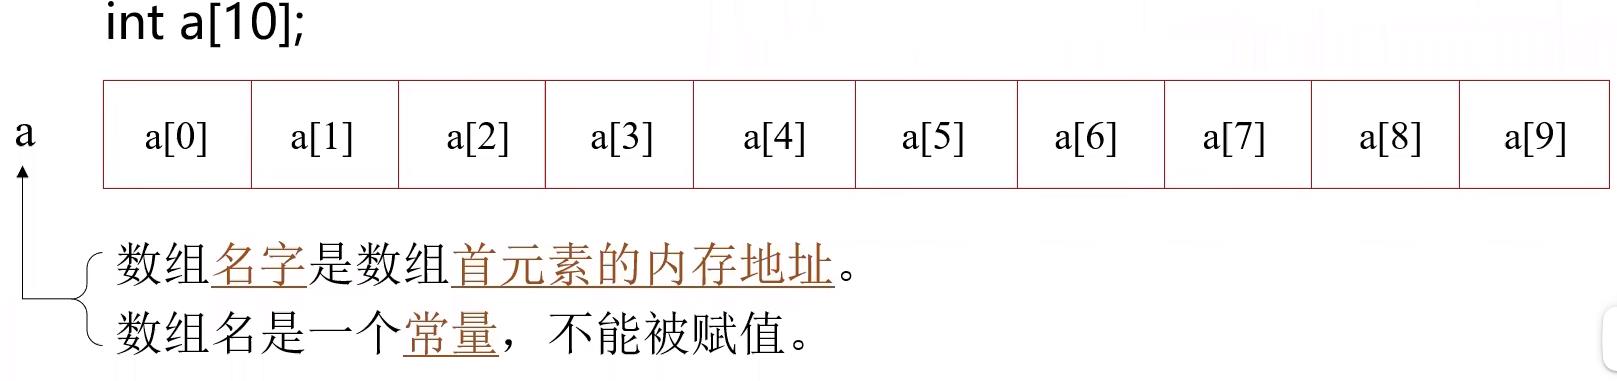 int a[10];
a a[0] a[1] a[2] a[3] a[4] a[5] a[6] a[7] a[8] a[9]
数组名字是数组首元素的内存地址。
数组名是一个常量，不能被赋值。